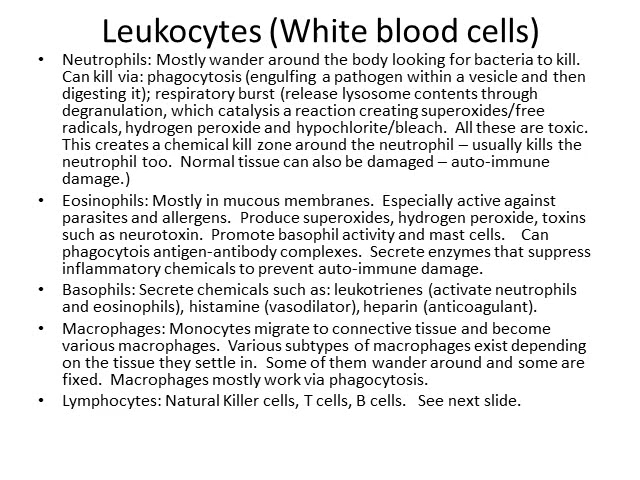 Leukocytes (White blood cells)
• Neutrophils: Mostly wander around the body looking for bacteria to kill.
Can kill via: phagocytosis (engulfing a pathogen within a vesicle and then
digesting it); respiratory burst (release lysosome contents through
degranulation, which catalysis a reaction creating superoxides/free
radicals, hydrogen peroxide and hypochlorite/bleach. All these are toxic.
This creates a chemical kill zone around the neutrophil – usually kills the
neutrophil too. Normal tissue can also be damaged – auto-immune
damage.)
• Eosinophils: Mostly in mucous membranes. Especially active against
parasites and allergens. Produce superoxides, hydrogen peroxide, toxins
such as neurotoxin. Promote basophil activity and mast cells. Can
phagocytois antigen-antibody complexes. Secrete enzymes that suppress
inflammatory chemicals to prevent auto-immune damage.
• Basophils: Secrete chemicals such as: leukotrienes (activate neutrophils
and eosinophils), histamine (vasodilator), heparin (anticoagulant).
• Macrophages: Monocytes migrate to connective tissue and become
various macrophages. Various subtypes of macrophages exist depending
on the tissue they settle in. Some of them wander around and some are
fixed. Macrophages mostly work via phagocytosis.
• Lymphocytes: Natural Killer cells, T cells, B cells. See next slide.